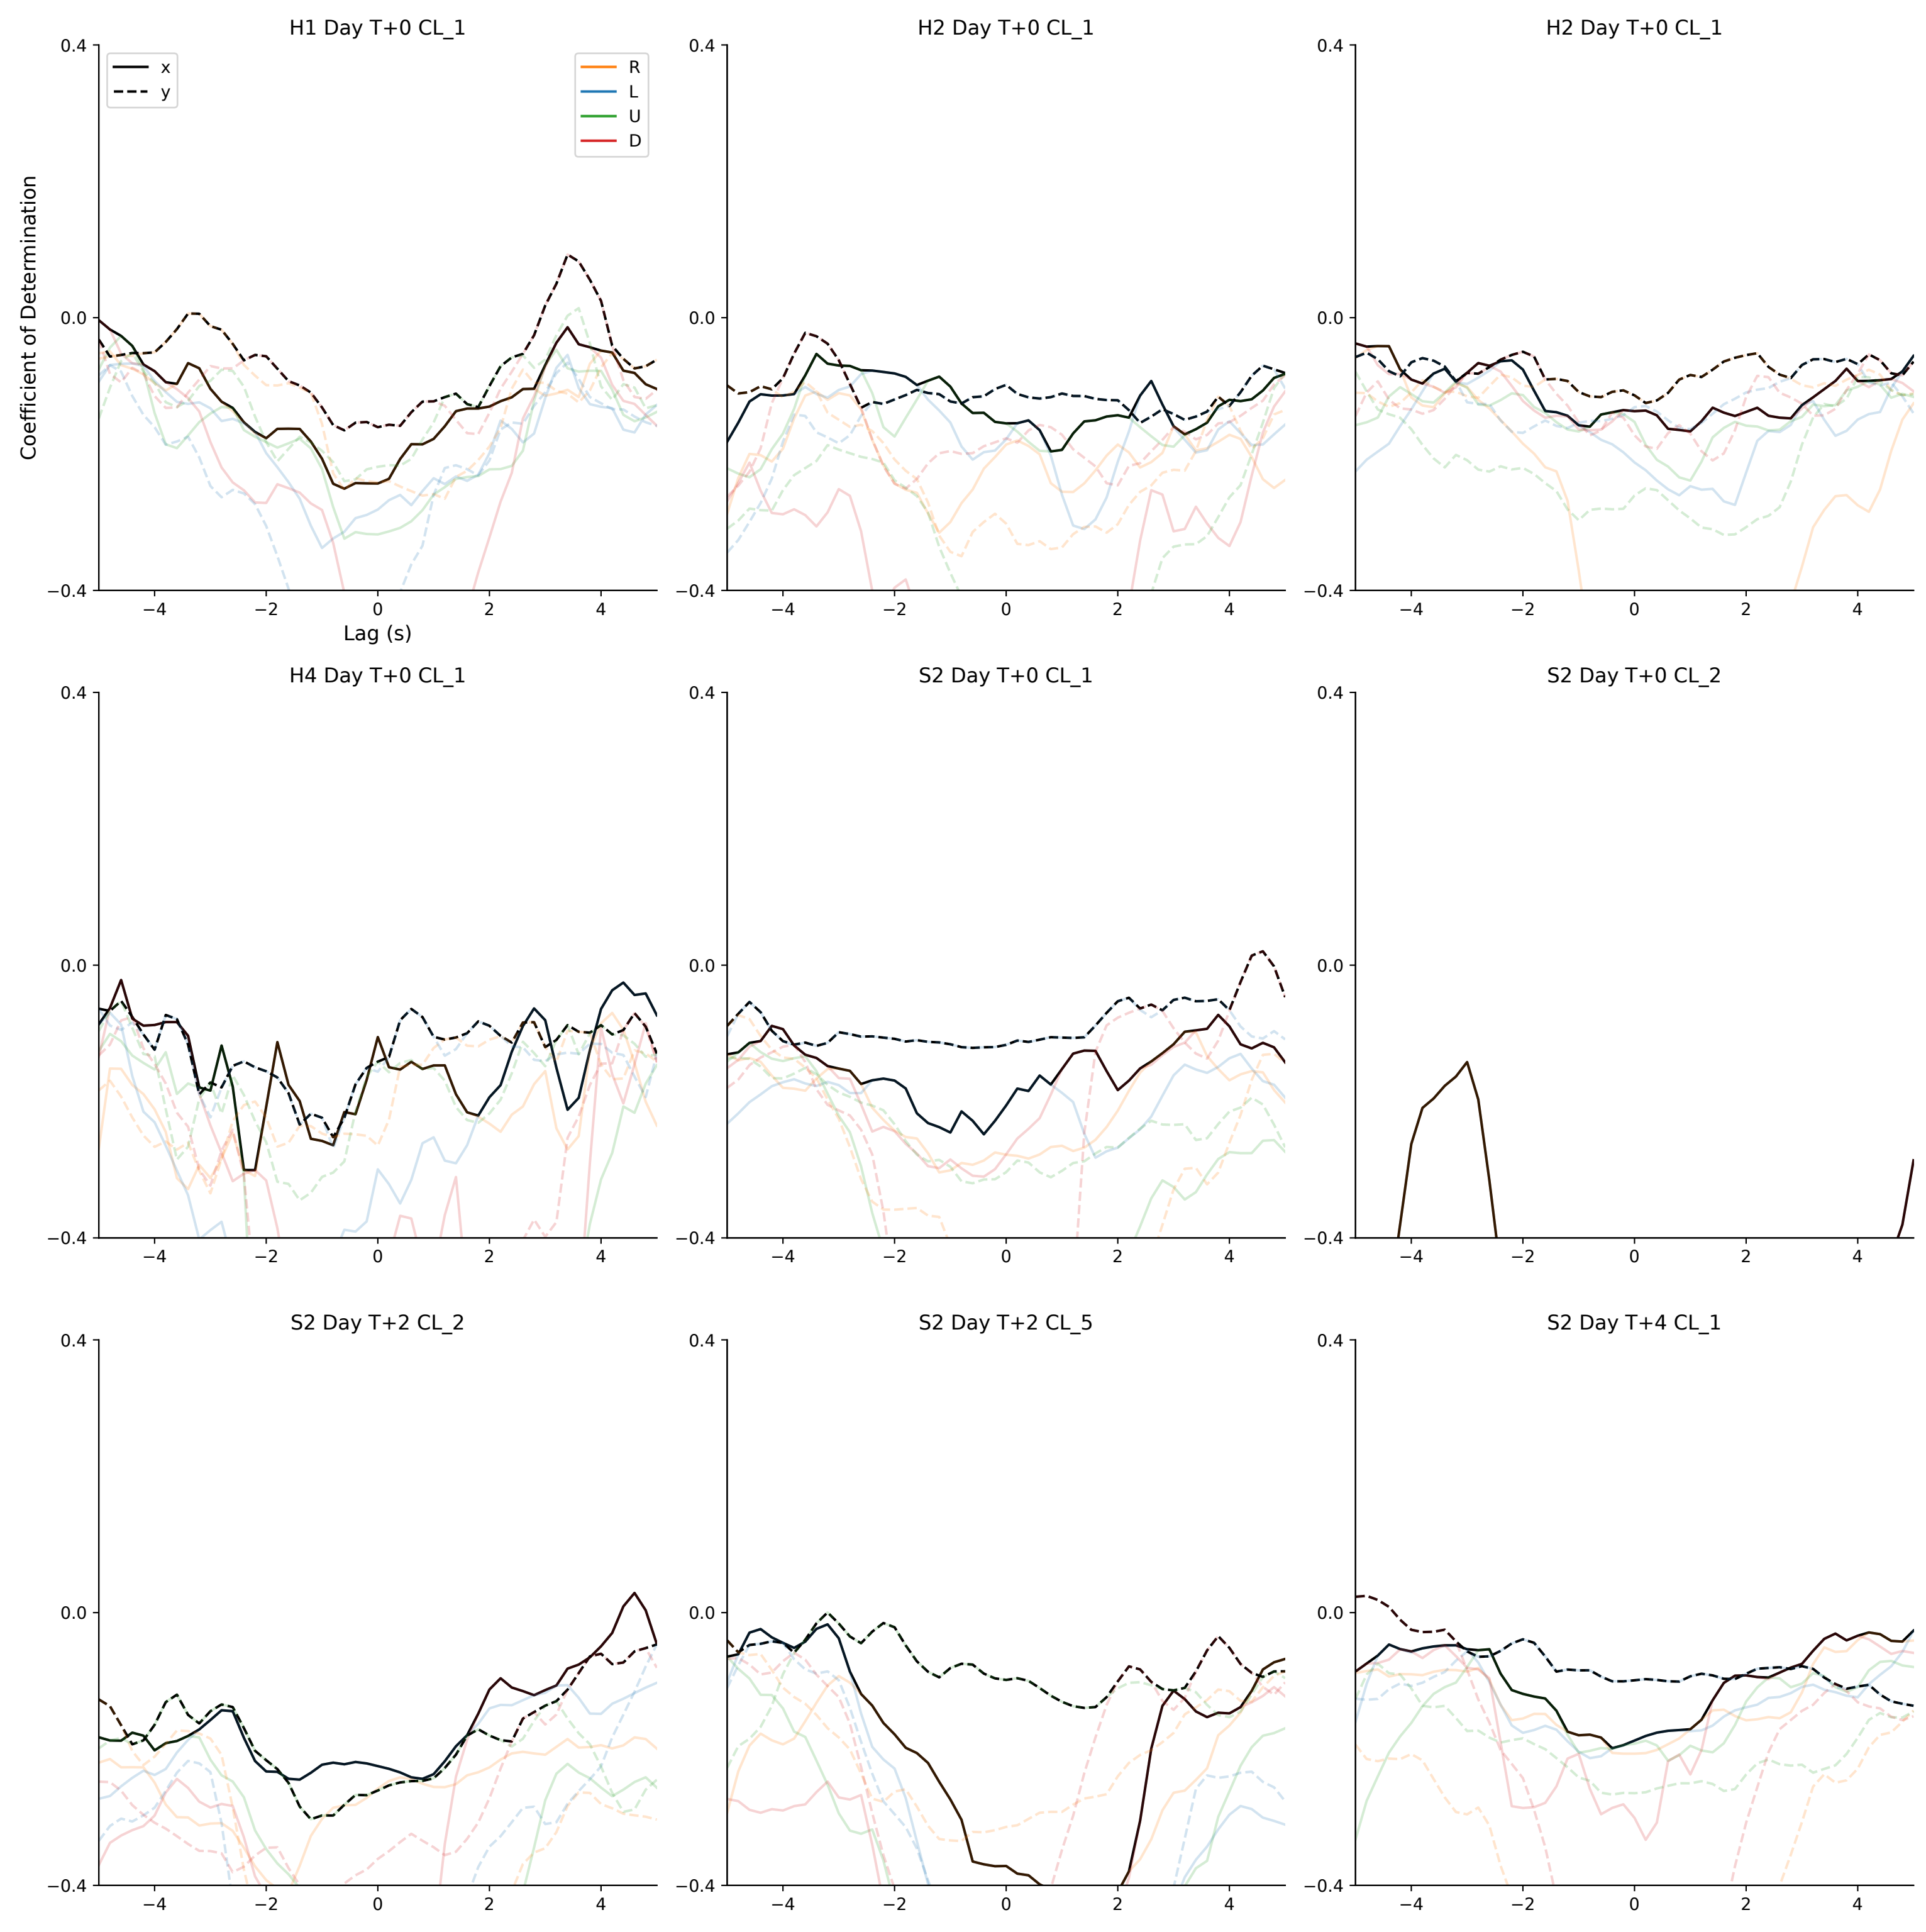 H1 Day T+0 CL_1
0.4
0.0
−0.4
−4 −2 0 2 4
Coefficient of Determination
Lag (s)
x
y
R
L
U
D
H2 Day T+0 CL_1
0.4
0.0
−0.4
−4 −2 0 2 4
H2 Day T+0 CL_1
0.4
0.0
−0.4
−4 −2 0 2 4
H4 Day T+0 CL_1
0.4
0.0
−0.4
−4 −2 0 2 4
S2 Day T+0 CL_1
0.4
0.0
−0.4
−4 −2 0 2 4
S2 Day T+0 CL_2
0.4
0.0
−0.4
−4 −2 0 2 4
S2 Day T+2 CL_2
0.4
0.0
−0.4
−4 −2 0 2 4
S2 Day T+2 CL_5
0.4
0.0
−0.4
−4 −2 0 2 4
S2 Day T+4 CL_1
0.4
0.0
−0.4
−4 −2 0 2 4